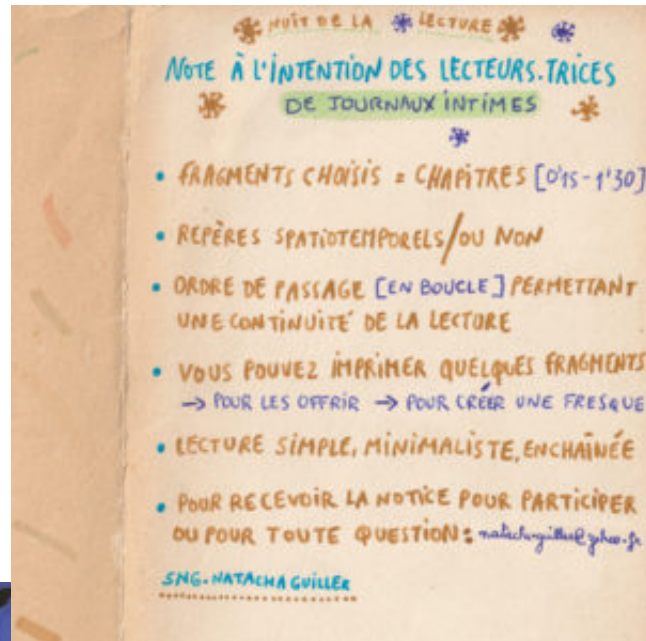 NUIT DE LA LECTURE
NOTE À L'INTENTION DES LECTEURS.TRICES
DE JOURNAUX INTIMES
• FRAGMENTS CHOISIS = CHAPITRES [0'15-1'30]
• REPÈRES SPATIOTEMPORELS/OU NON
• ORDRE DE PASSAGE [EN BOUCLE] PERMETTANT
UNE CONTINUITÉ DE LA LECTURE
• VOUS POUVEZ IMPRIMER QUELQUES FRAGMENTS
→ POUR LES OFFRIR → POUR CRÉER UNE FRESQUE
• LECTURE SIMPLE, MINIMALISTE, ENCHAÎNÉE
• POUR RECEVOIR LA NOTICE POUR PARTICIPER
OU POUR TOUTE QUESTION :
SNG. NATACHA GUILLER